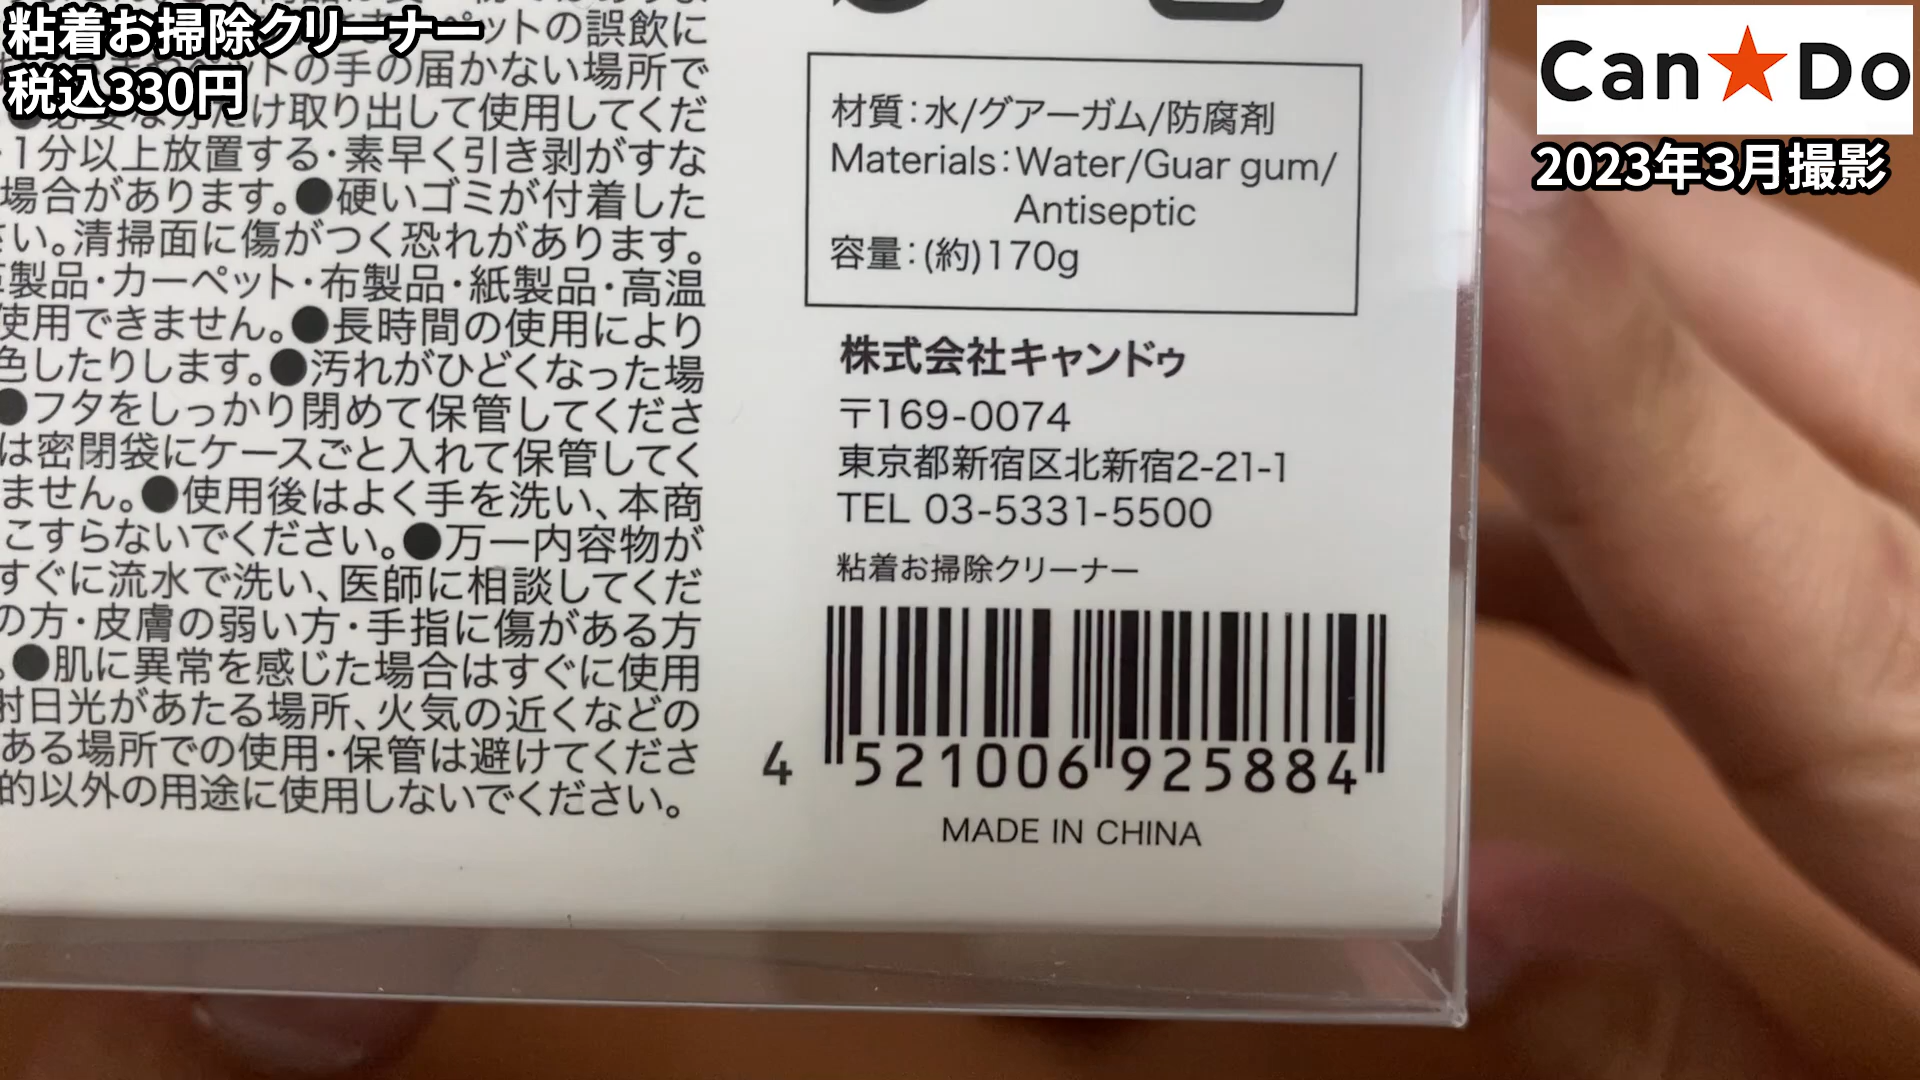 粘着お掃除クリーナー
税込330円
Can★Do
2023年3月撮影
ペットの誤飲に
トの手の届かない場所で
け取り出して使用してくだ
・1分以上放置する・素早く引き剥がすな
場合があります。●硬いゴミが付着した
い。清掃面に傷がつく恐れがあります。
製品・カーペット・布製品・紙製品・高温
使用できません。●長時間の使用により
色したりします。●汚れがひどくなった場
●フタをしっかり閉めて保管してくださ
は密閉袋にケースごと入れて保管してく
ません。●使用後はよく手を洗い、本商
こすらないでください。●万一内容物が
すぐに流水で洗い、医師に相談してくだ
の方・皮膚の弱い方・手指に傷がある方
。●肌に異常を感じた場合はすぐに使用
射日光があたる場所、火気の近くなどの
ある場所での使用・保管は避けてくださ
的以外の用途に使用しないでください。
材質:水/グアーガム/防腐剤
Materials:Water/Guar gum/
Antiseptic
容量:(約)170g
株式会社キャンドゥ
〒169-0074
東京都新宿区北新宿2-21-1
TEL 03-5331-5500
粘着お掃除クリーナー
4 521006 925884
MADE IN CHINA